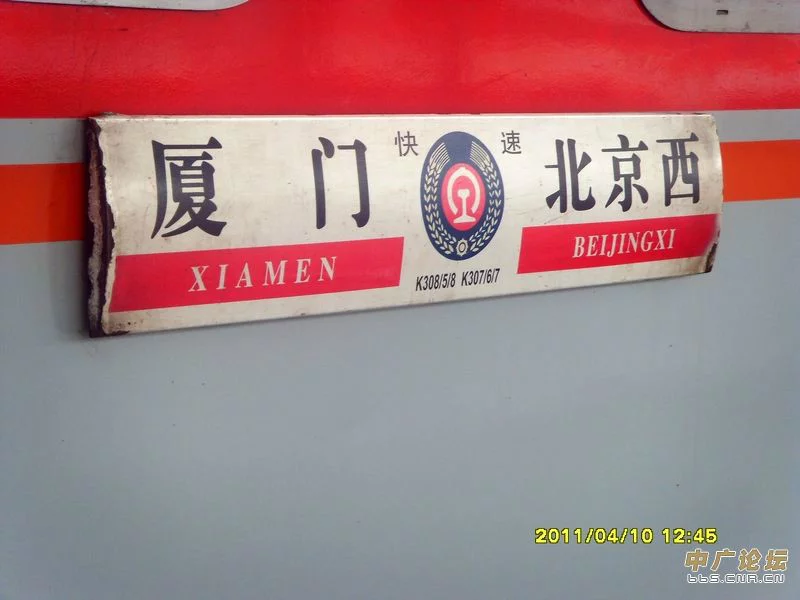 厦门 快速 北京西
XIAMEN BEIJINGXI
K308/5/8 K307/6/7
2011/04/10 12:45
中广论坛
bbs.cnr.cn